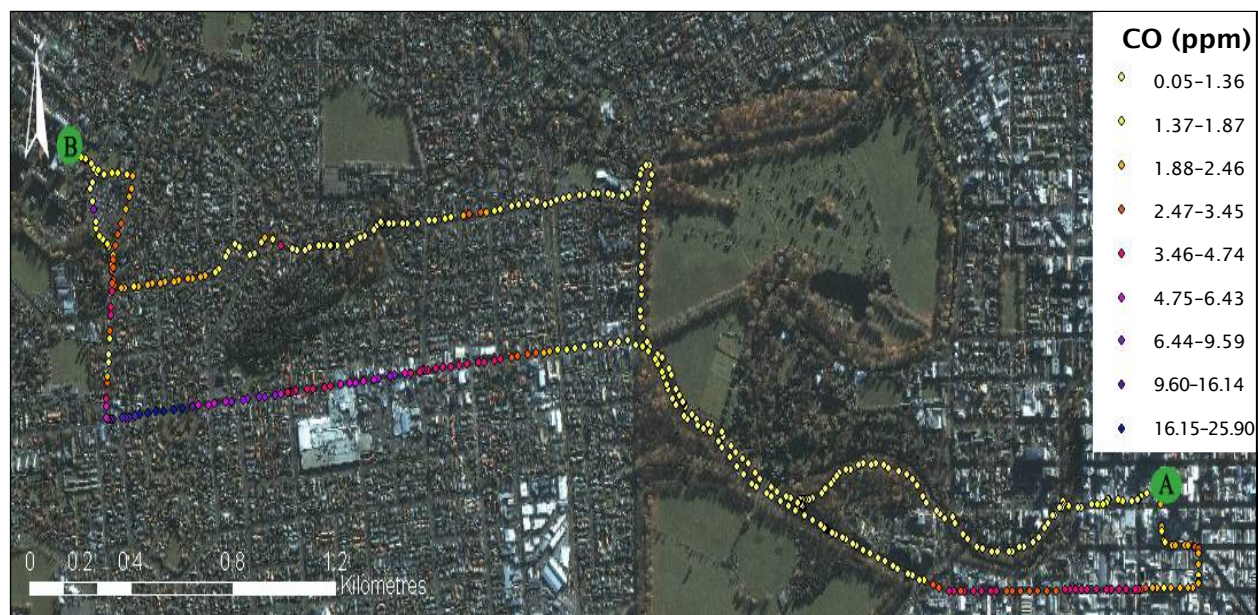 CO (ppm)
0.05–1.36
1.37–1.87
1.88–2.46
2.47–3.45
3.46–4.74
4.75–6.43
6.44–9.59
9.60–16.14
16.15–25.90
N
B
A
0 0.2 0.4 0.8 1.2
Kilometres